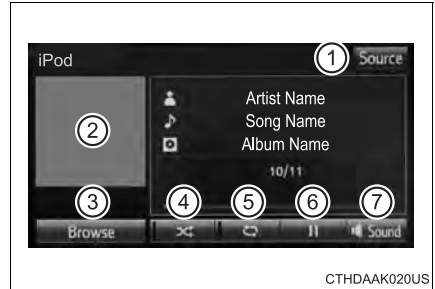 iPod
1
Source
2
Artist Name
Song Name
Album Name
10/11
3
4
5
6
7
Browse
Sound
CTHDAAK020US